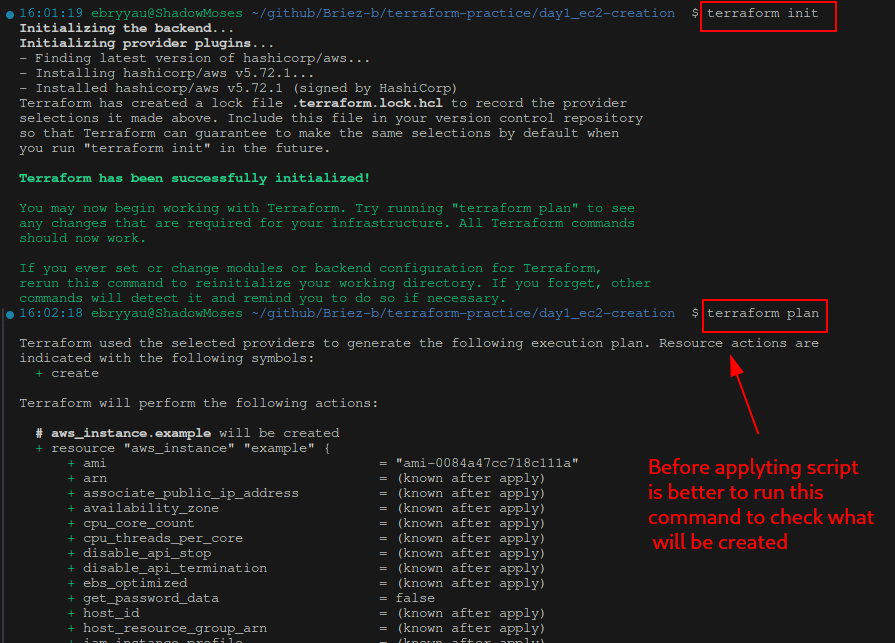 16:01:19 ebryyau@ShadowMoses ~/github/Briez-b/terraform-practice/day1_ec2-creation $ terraform init
Initializing the backend...
Initializing provider plugins...
- Finding latest version of hashicorp/aws...
- Installing hashicorp/aws v5.72.1...
- Installed hashicorp/aws v5.72.1 (signed by HashiCorp)
Terraform has created a lock file .terraform.lock.hcl to record the provider
selections it made above. Include this file in your version control repository
so that Terraform can guarantee to make the same selections by default when
you run "terraform init" in the future.
Terraform has been successfully initialized!
You may now begin working with Terraform. Try running "terraform plan" to see
any changes that are required for your infrastructure. All Terraform commands
should now work.
If you ever set or change modules or backend configuration for Terraform,
rerun this command to reinitialize your working directory. If you forget, other
commands will detect it and remind you to do so if necessary.
16:02:18 ebryyau@ShadowMoses ~/github/Briez-b/terraform-practice/day1_ec2-creation $ terraform plan
Terraform used the selected providers to generate the following execution plan. Resource actions are
indicated with the following symbols:
+ create
Terraform will perform the following actions:
# aws_instance.example will be created
+ resource "aws_instance" "example" {
+ ami = "ami-0084a47cc718c111a"
+ arn = (known after apply)
+ associate_public_ip_address = (known after apply)
+ availability_zone = (known after apply)
+ cpu_core_count = (known after apply)
+ cpu_threads_per_core = (known after apply)
+ disable_api_stop = (known after apply)
+ disable_api_termination = (known after apply)
+ ebs_optimized = (known after apply)
+ get_password_data = false
+ host_id = (known after apply)
+ host_resource_group_arn = (known after apply)
+ iam_instance_profile = (known after apply)
Before applyting script
is better to run this
command to check what
will be created